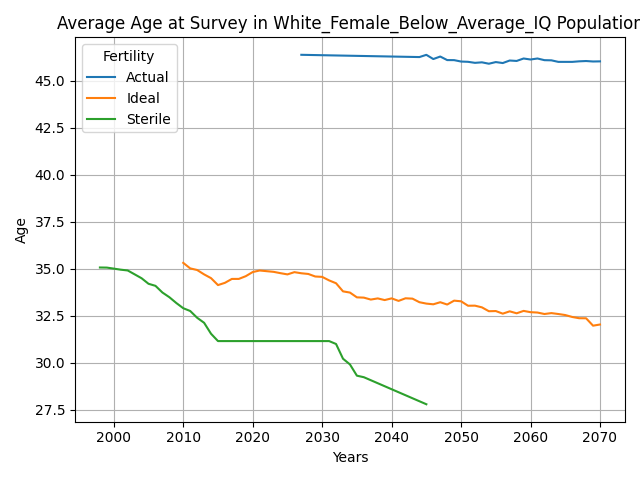 Average Age at Survey in White_Female_Below_Average_IQ Population
Fertility
Actual
Ideal
Sterile
Age
45.0
42.5
40.0
37.5
35.0
32.5
30.0
27.5
2000 2010 2020 2030 2040 2050 2060 2070
Years